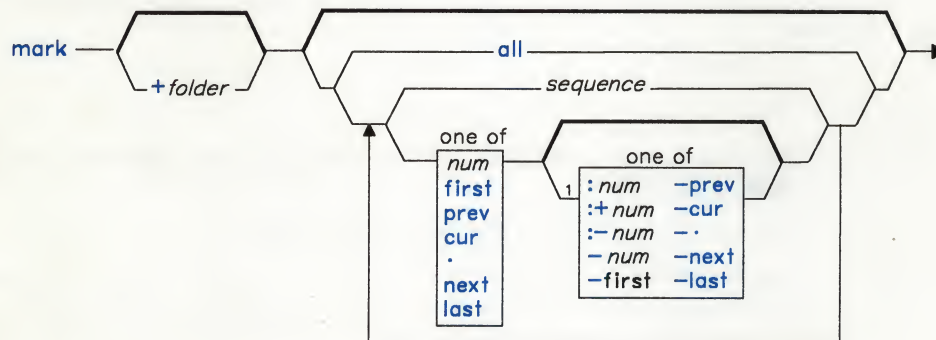 mark
+folder
all
sequence
one of
num
first
prev
cur
.
next
last
one of
1
:num -prev
:+num -cur
:-num -.
-num -next
-first -last